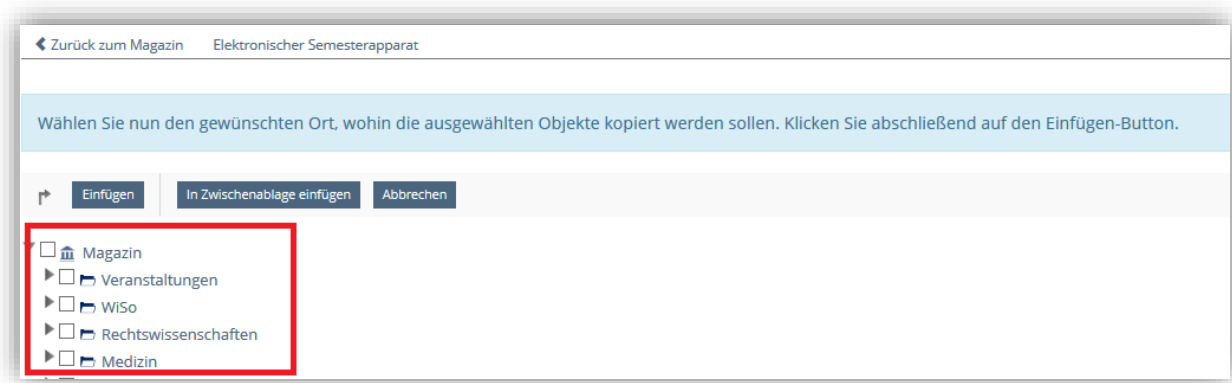 Zurück zum Magazin Elektronischer Semesterapparat
Wählen Sie nun den gewünschten Ort, wohin die ausgewählten Objekte kopiert werden sollen. Klicken Sie abschließend auf den Einfügen-Button.
Einfügen In Zwischenablage einfügen Abbrechen
Magazin
Veranstaltungen
WiSo
Rechtswissenschaften
Medizin